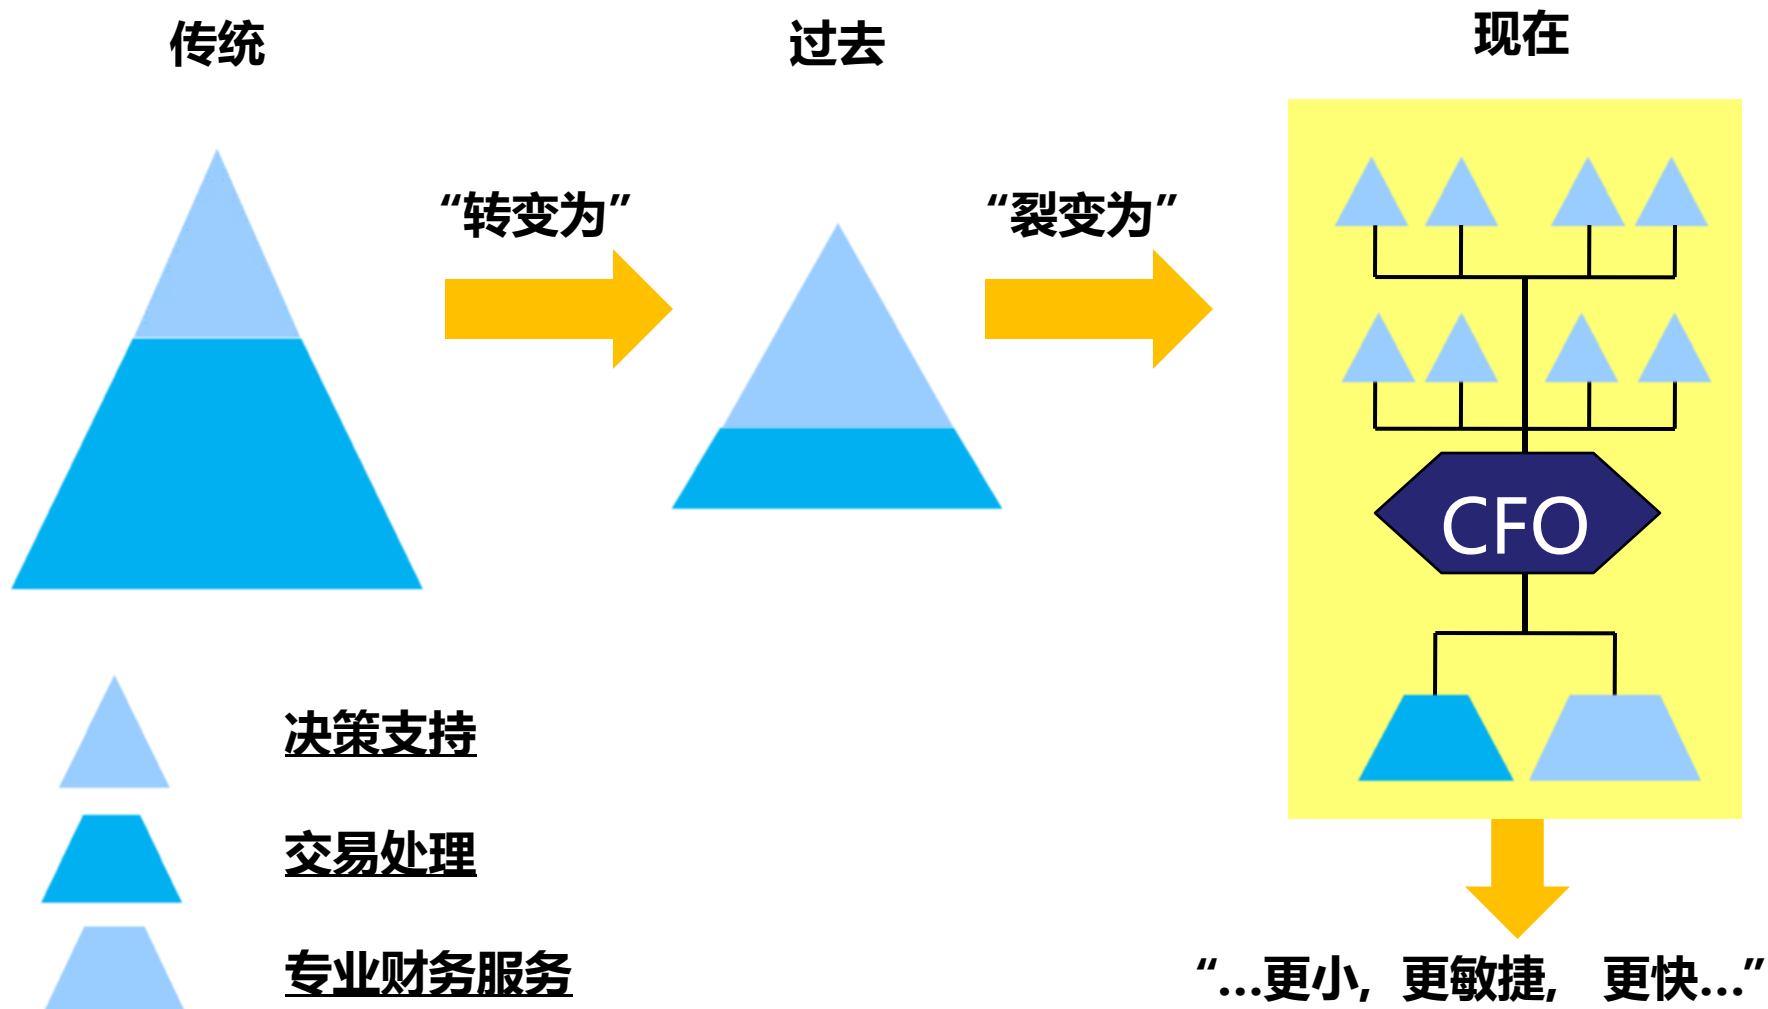 传统
过去
现在
“转变为”
“裂变为”
CFO
决策支持
交易处理
专业财务服务
“…更小, 更敏捷, 更快…”